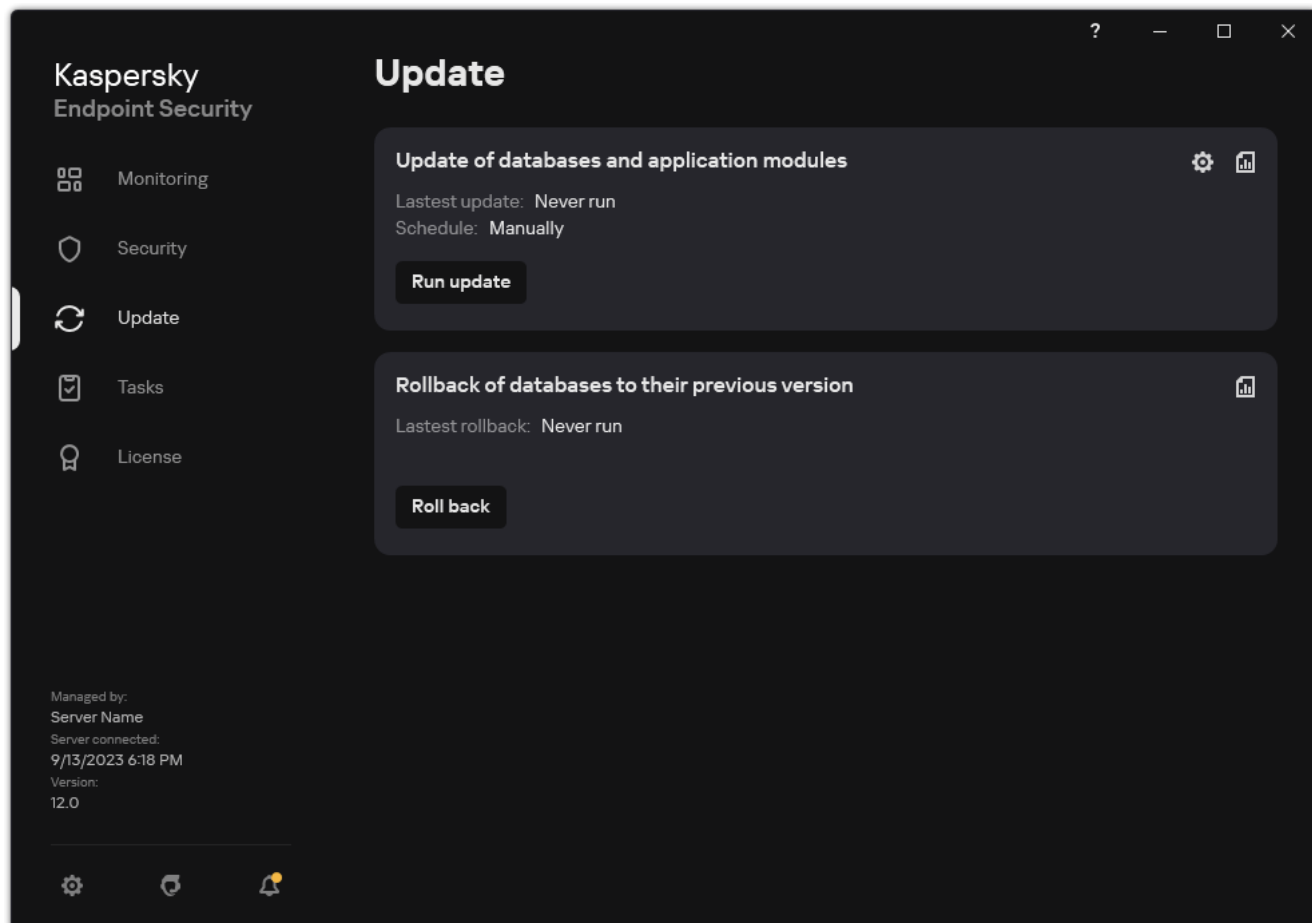 ?
Kaspersky
Endpoint Security
Monitoring
Security
Update
Tasks
License
Managed by:
Server Name
Server connected:
9/13/2023 6:18 PM
Version:
12.0
Update
Update of databases and application modules
Lastest update: Never run
Schedule: Manually
Run update
Rollback of databases to their previous version
Lastest rollback: Never run
Roll back